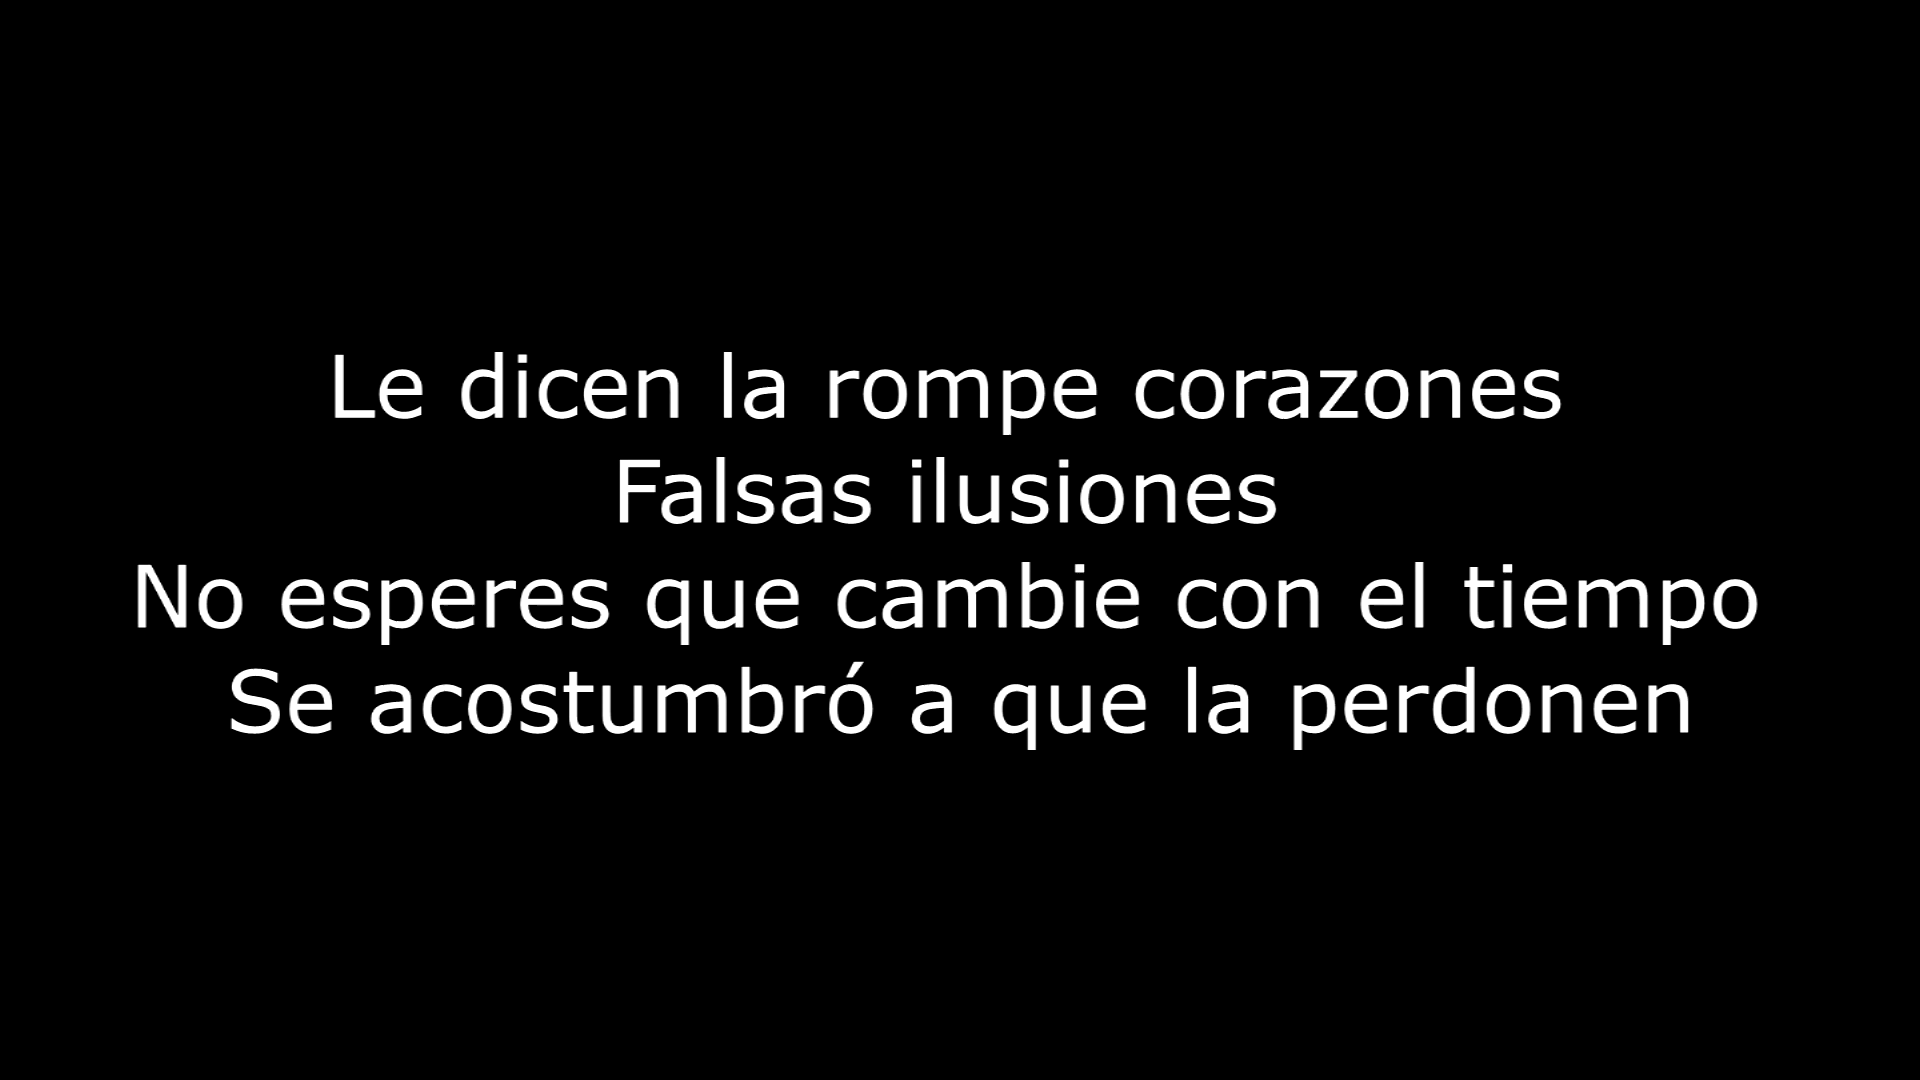 Le dicen la rompe corazones
Falsas ilusiones
No esperes que cambie con el tiempo
Se acostumbró a que la perdonen